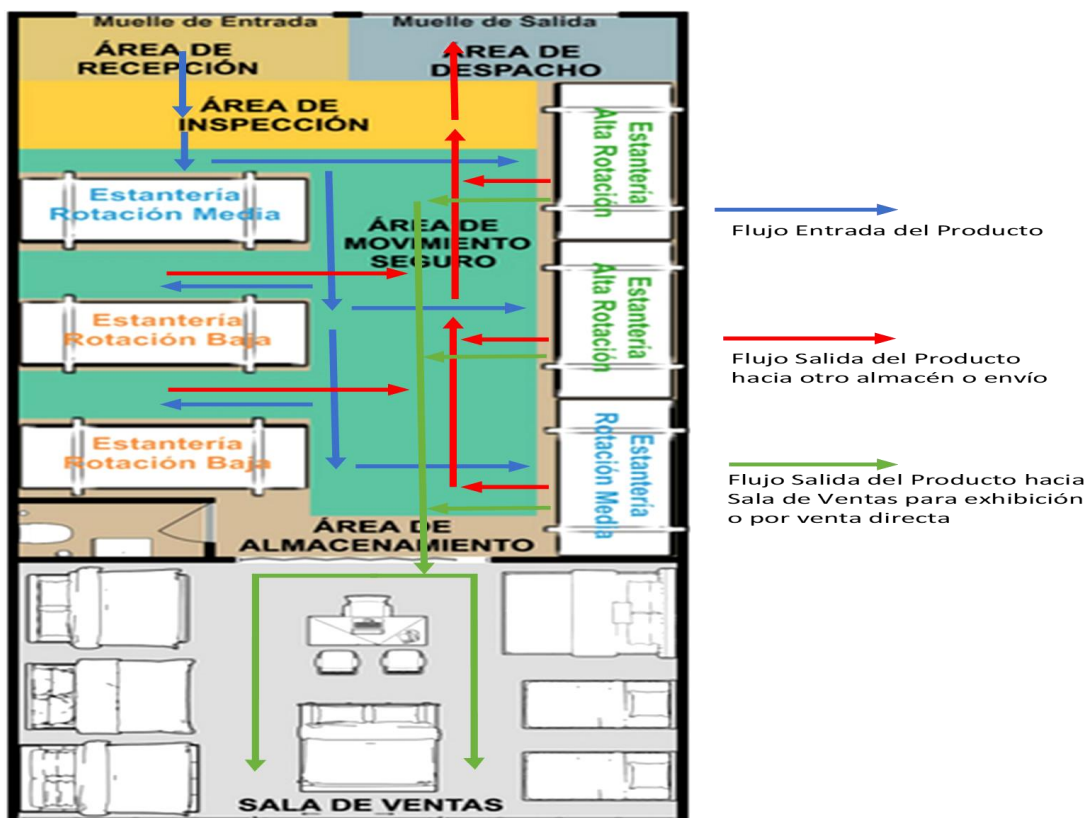 Muelle de Entrada
Muelle de Salida
ÁREA DE
RECEPCIÓN
ÁREA DE
DESPACHO
ÁREA DE
INSPECCIÓN
Estantería
Alta Rotación
Estantería
Rotación Media
ÁREA DE
MOVIMIENTO
SEGURO
Estantería
Alta Rotación
Estantería
Rotación Baja
Estantería
Rotación Baja
Estantería
Rotación Media
ÁREA DE
ALMACENAMIENTO
SALA DE VENTAS
Flujo Entrada del Producto
Flujo Salida del Producto
hacia otro almacén o envío
Flujo Salida del Producto hacia
Sala de Ventas para exhibición
o por venta directa